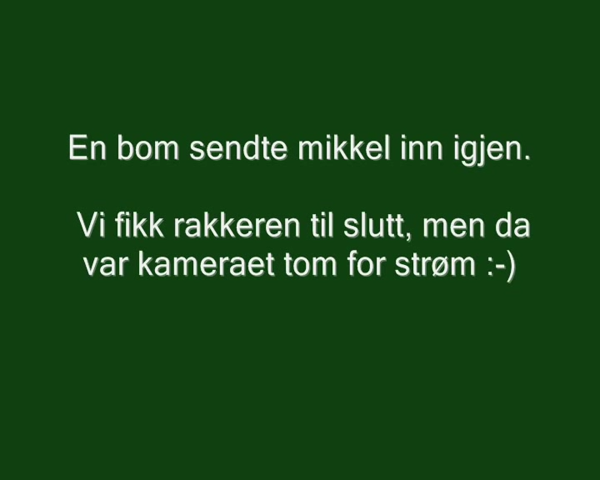 En bom sendte mikkel inn igjen.
Vi fikk rakkeren til slutt, men da
var kameraet tom for strøm :-)